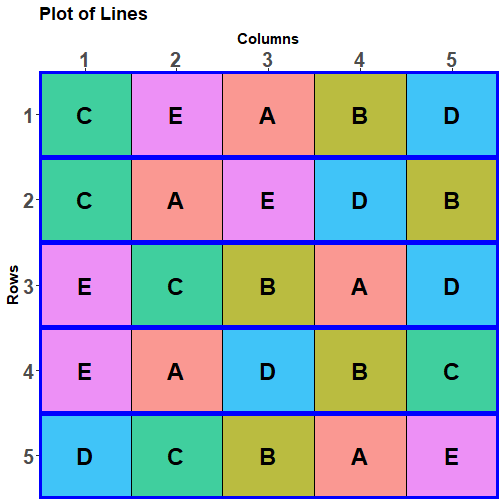 Plot of Lines
Columns
1 2 3 4 5
1 C E A B D
2 C A E D B
Rows
3 E C B A D
4 E A D B C
5 D C B A E